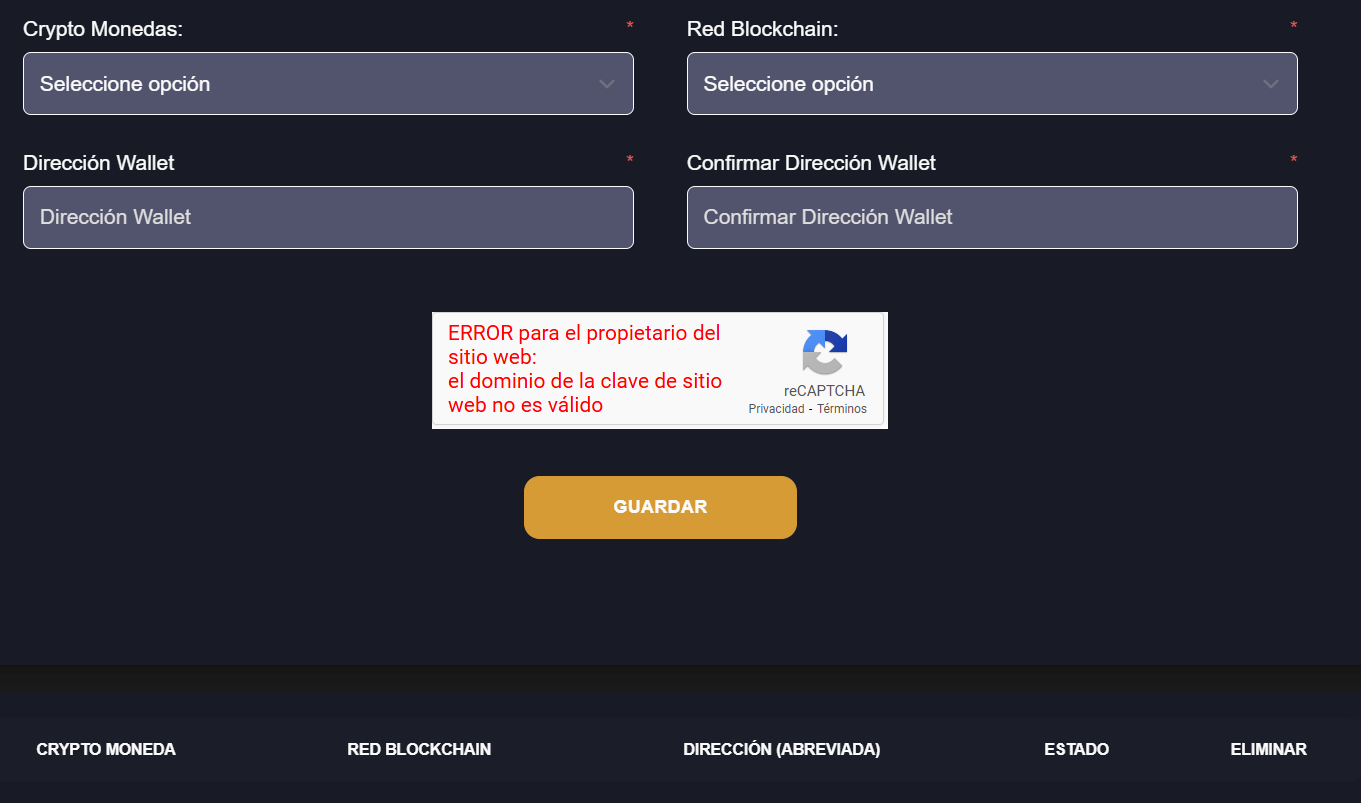 Crypto Monedas: *
Red Blockchain: *
Seleccione opción
Seleccione opción
Dirección Wallet *
Confirmar Dirección Wallet *
Dirección Wallet
Confirmar Dirección Wallet
ERROR para el propietario del
sitio web:
el dominio de la clave de sitio
web no es válido
reCAPTCHA
Privacidad - Términos
GUARDAR
CRYPTO MONEDA
RED BLOCKCHAIN
DIRECCIÓN (ABREVIADA)
ESTADO
ELIMINAR